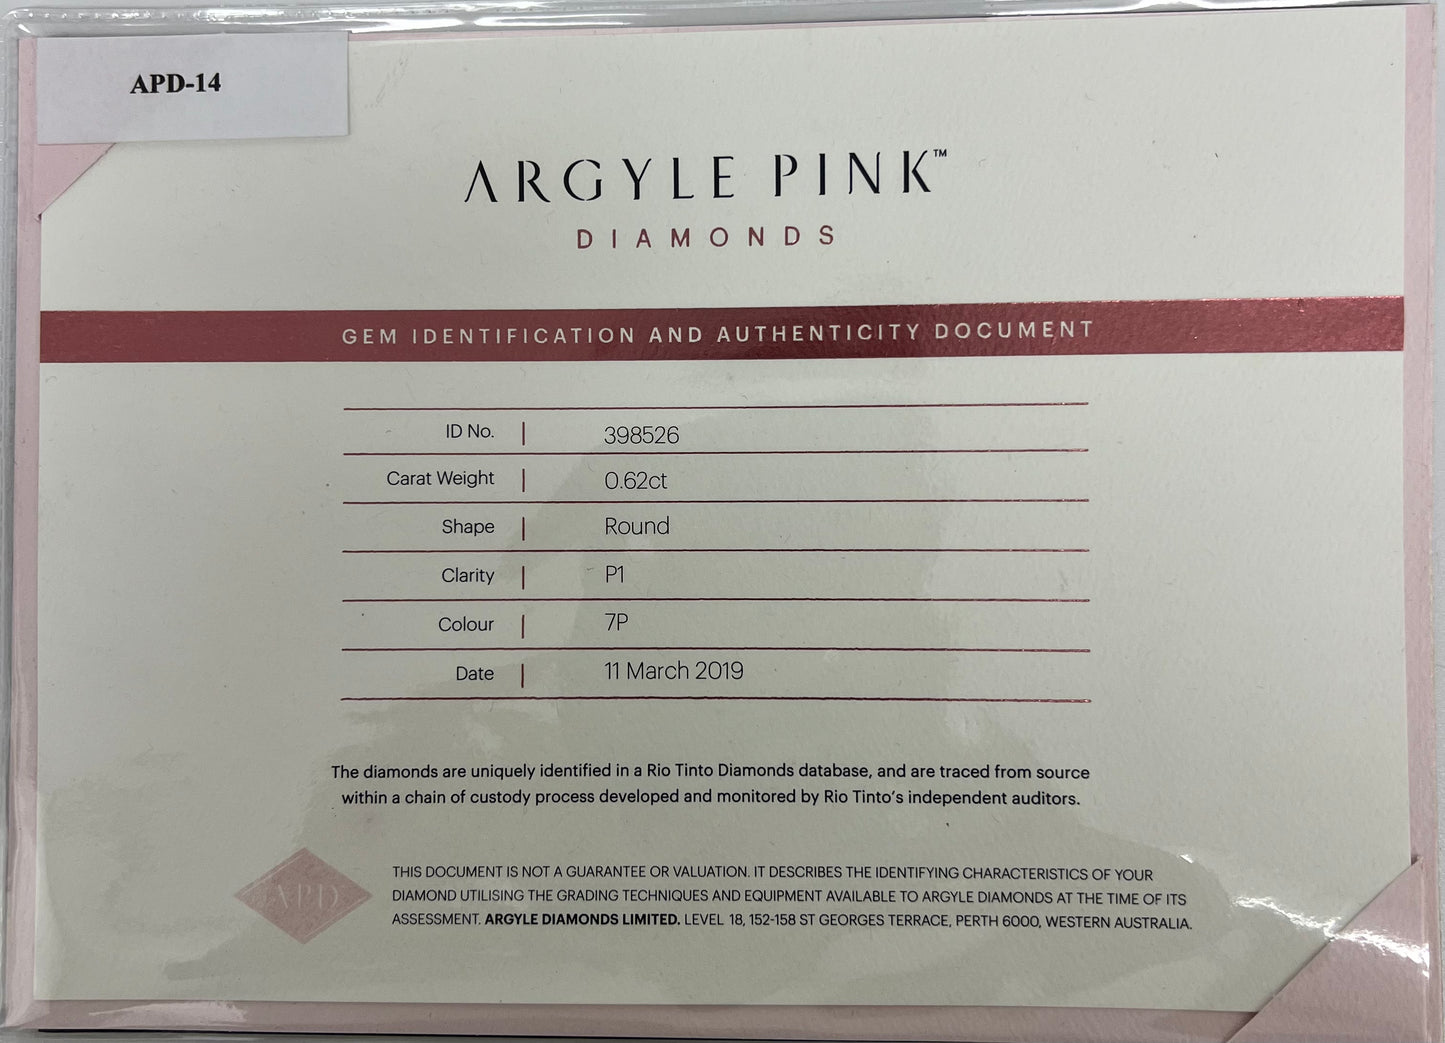 APD-14
ARGYLE PINK™
DIAMONDS
GEM IDENTIFICATION AND AUTHENTICITY DOCUMENT
ID No. | 398526
Carat Weight | 0.62ct
Shape | Round
Clarity | P1
Colour | 7P
Date | 11 March 2019
The diamonds are uniquely identified in a Rio Tinto Diamonds database, and are traced from source
within a chain of custody process developed and monitored by Rio Tinto's independent auditors.
APD
THIS DOCUMENT IS NOT A GUARANTEE OR VALUATION. IT DESCRIBES THE IDENTIFYING CHARACTERISTICS OF YOUR
DIAMOND UTILISING THE GRADING TECHNIQUES AND EQUIPMENT AVAILABLE TO ARGYLE DIAMONDS AT THE TIME OF ITS
ASSESSMENT. ARGYLE DIAMONDS LIMITED. LEVEL 18, 152-158 ST GEORGES TERRACE, PERTH 6000, WESTERN AUSTRALIA.